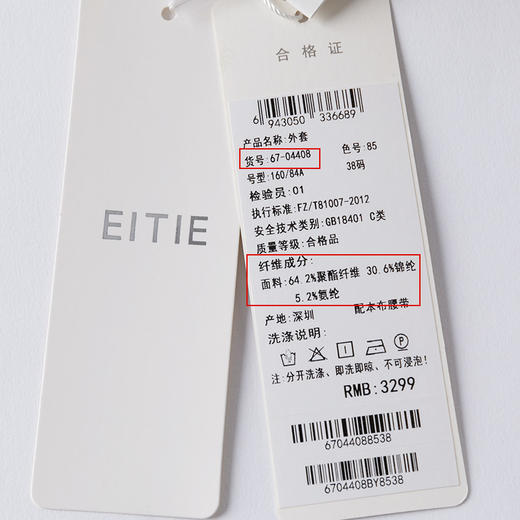 EITIE
合格证
6 943050 336689
产品名称:外套
色号:85
货号:67-04408
38码
号型:160/84A
检验员:01
执行标准:FZ/T81007-2012
安全技术类别:GB18401 C类
质量等级:合格品
纤维成分:
面料:64.2%聚酯纤维 30.6%锦纶
5.2%氨纶
产地:深圳
配本布腰带
洗涤说明:
注:分开洗涤、即洗即晾、不可浸泡!
RMB:3299
67044088538
6704408BY8538